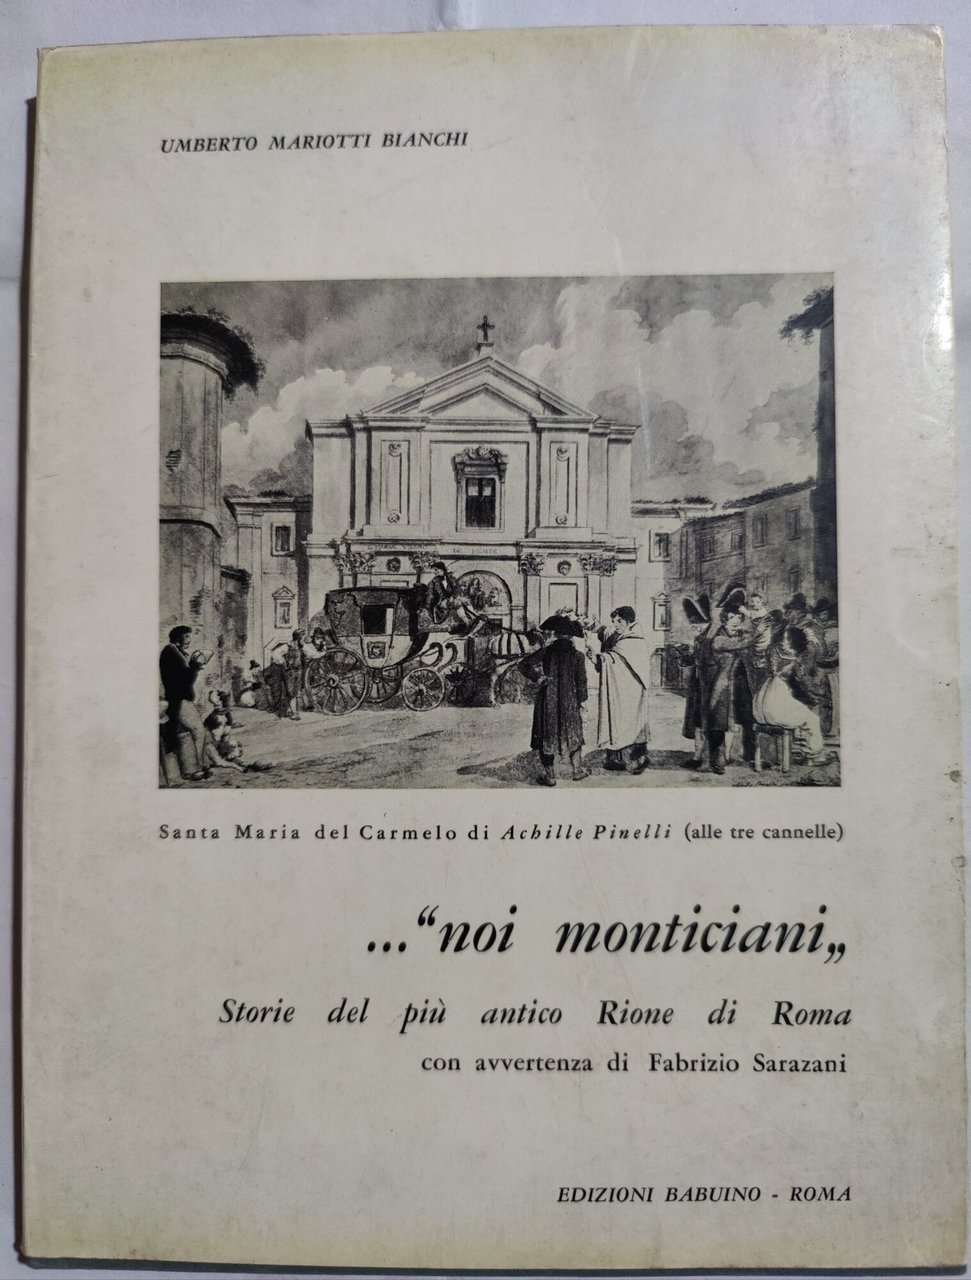 UMBERTO MARIOTTI BIANCHI
Santa Maria del Carmelo di Achille Pinelli (alle tre cannelle)
..."noi monticiani„
Storie del più antico Rione di Roma
con avvertenza di Fabrizio Sarazani
EDIZIONI BABUINO - ROMA